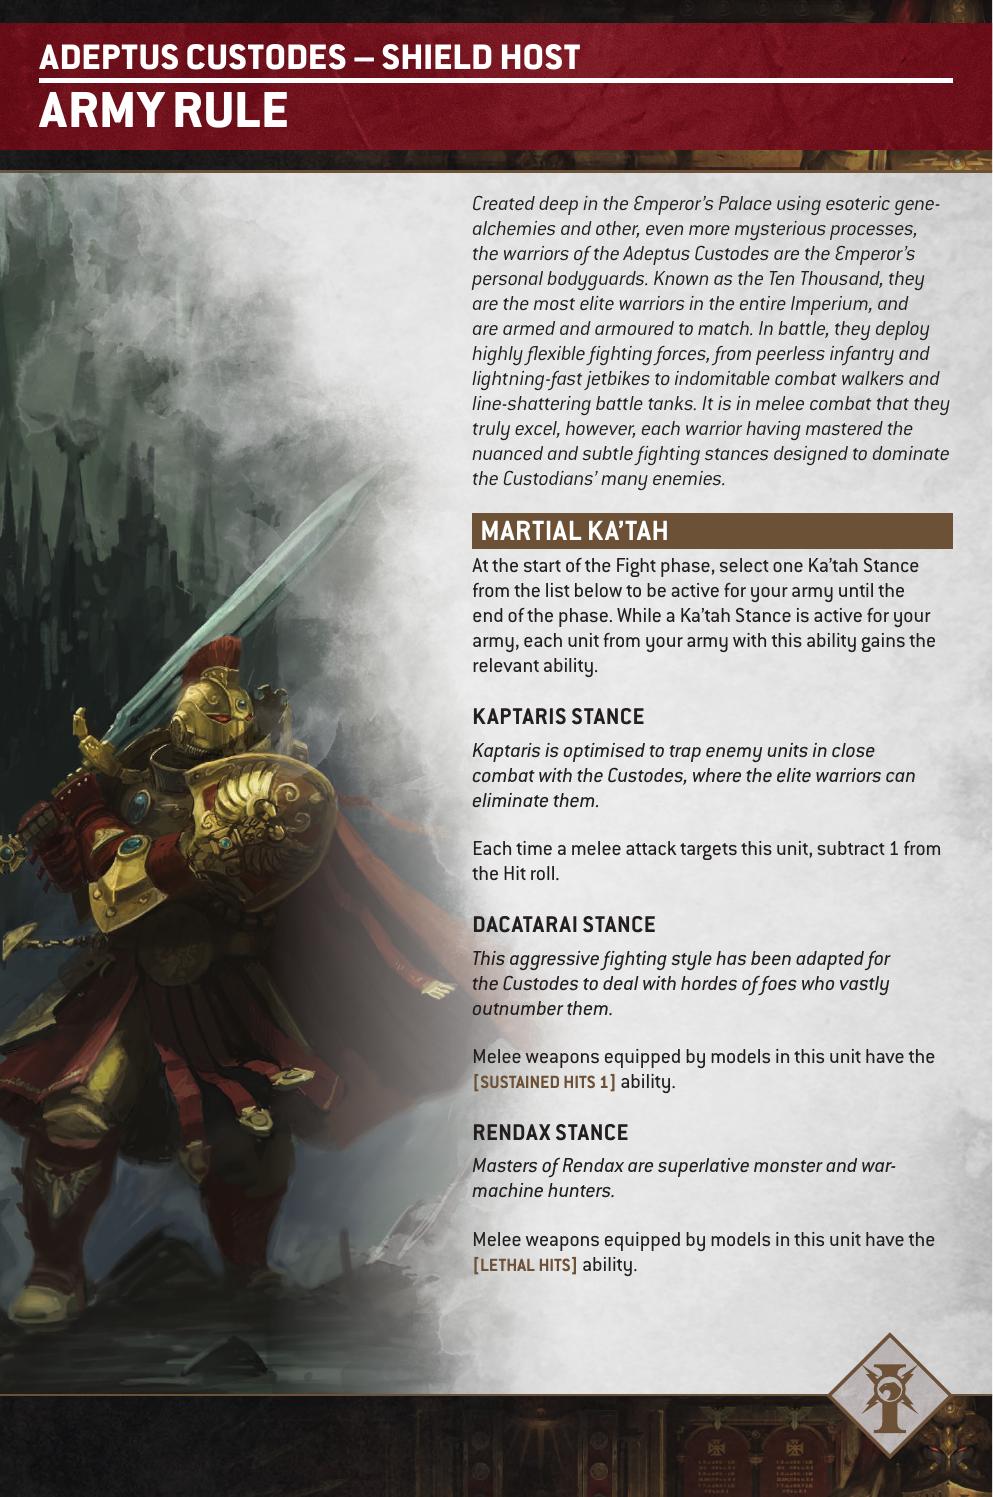 ADEPTUS CUSTODES – SHIELD HOST
ARMY RULE
Created deep in the Emperor's Palace using esoteric gene-
alchemies and other, even more mysterious processes,
the warriors of the Adeptus Custodes are the Emperor's
personal bodyguards. Known as the Ten Thousand, they
are the most elite warriors in the entire Imperium, and
are armed and armoured to match. In battle, they deploy
highly flexible fighting forces, from peerless infantry and
lightning-fast jetbikes to indomitable combat walkers and
line-shattering battle tanks. It is in melee combat that they
truly excel, however, each warrior having mastered the
nuanced and subtle fighting stances designed to dominate
the Custodians' many enemies.
MARTIAL KA'TAH
At the start of the Fight phase, select one Ka'tah Stance
from the list below to be active for your army until the
end of the phase. While a Ka'tah Stance is active for your
army, each unit from your army with this ability gains the
relevant ability.
KAPTARIS STANCE
Kaptaris is optimised to trap enemy units in close
combat with the Custodes, where the elite warriors can
eliminate them.
Each time a melee attack targets this unit, subtract 1 from
the Hit roll.
DACATARAI STANCE
This aggressive fighting style has been adapted for
the Custodes to deal with hordes of foes who vastly
outnumber them.
Melee weapons equipped by models in this unit have the
[SUSTAINED HITS 1] ability.
RENDAX STANCE
Masters of Rendax are superlative monster and war-
machine hunters.
Melee weapons equipped by models in this unit have the
[LETHAL HITS] ability.